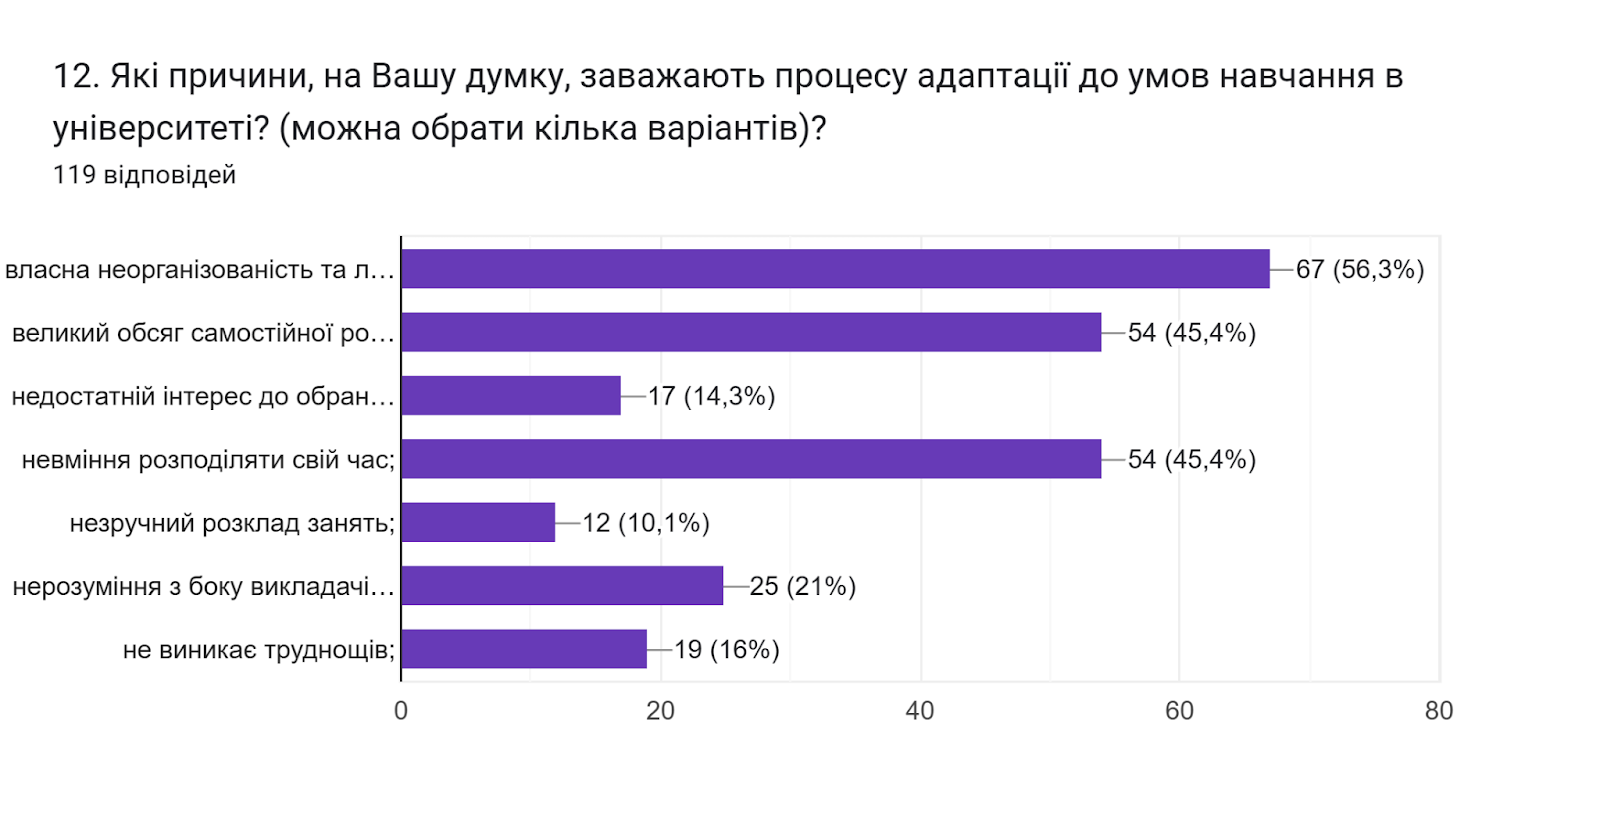 12. Які причини, на Вашу думку, заважають процесу адаптації до умов навчання в
університеті? (можна обрати кілька варіантів)?
119 відповідей
власна неорганізованість та л… 67 (56,3%)
великий обсяг самостійної ро… 54 (45,4%)
недостатній інтерес до обран… 17 (14,3%)
невміння розподіляти свій час; 54 (45,4%)
незручний розклад занять; 12 (10,1%)
нерозуміння з боку викладачі… 25 (21%)
не виникає труднощів; 19 (16%)
0 20 40 60 80